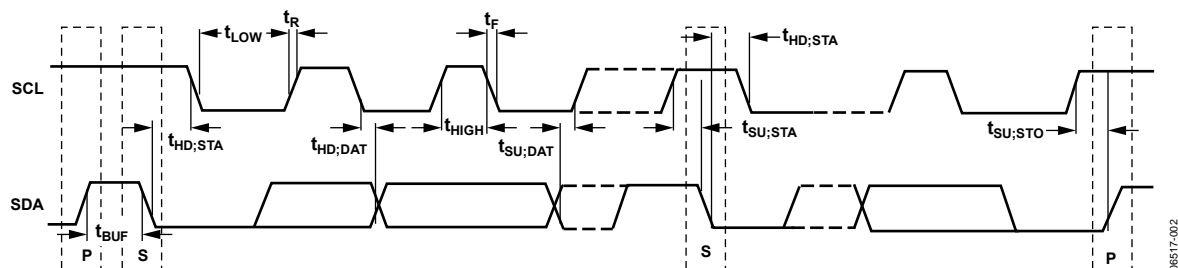 tR
tF
tLOW
tHD;STA
SCL
tHD;STA
tHD;DAT
tHIGH
tSU;DAT
tSU;STA
tSU;STO
SDA
tBUF
P
S
S
P
06517-002